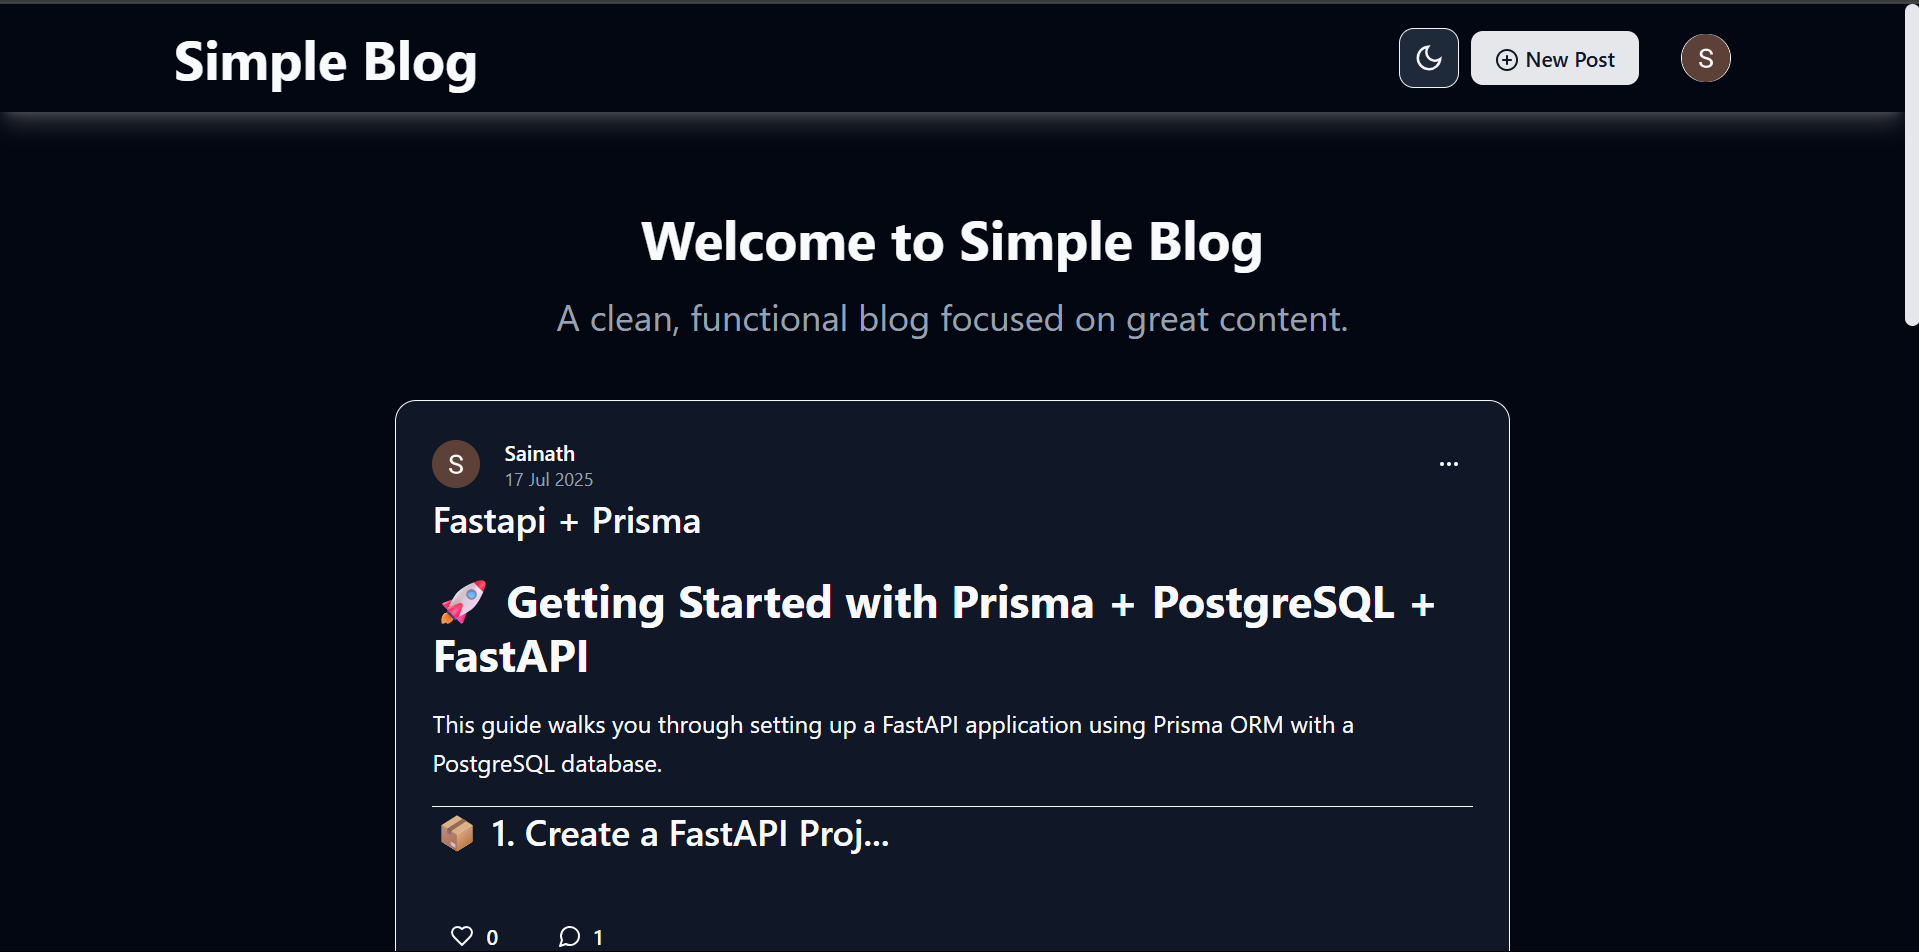 Simple Blog
New Post
S
Welcome to Simple Blog
A clean, functional blog focused on great content.
S
Sainath
17 Jul 2025
Fastapi + Prisma
🚀 Getting Started with Prisma + PostgreSQL +
FastAPI
This guide walks you through setting up a FastAPI application using Prisma ORM with a
PostgreSQL database.
📦 1. Create a FastAPI Proj...
0 1